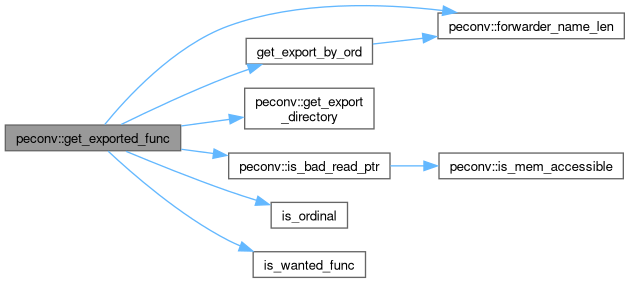 peconv::forwarder_name_len
get_export_by_ord
peconv::get_export
_directory
peconv::get_exported_func
peconv::is_bad_read_ptr
peconv::is_mem_accessible
is_ordinal
is_wanted_func